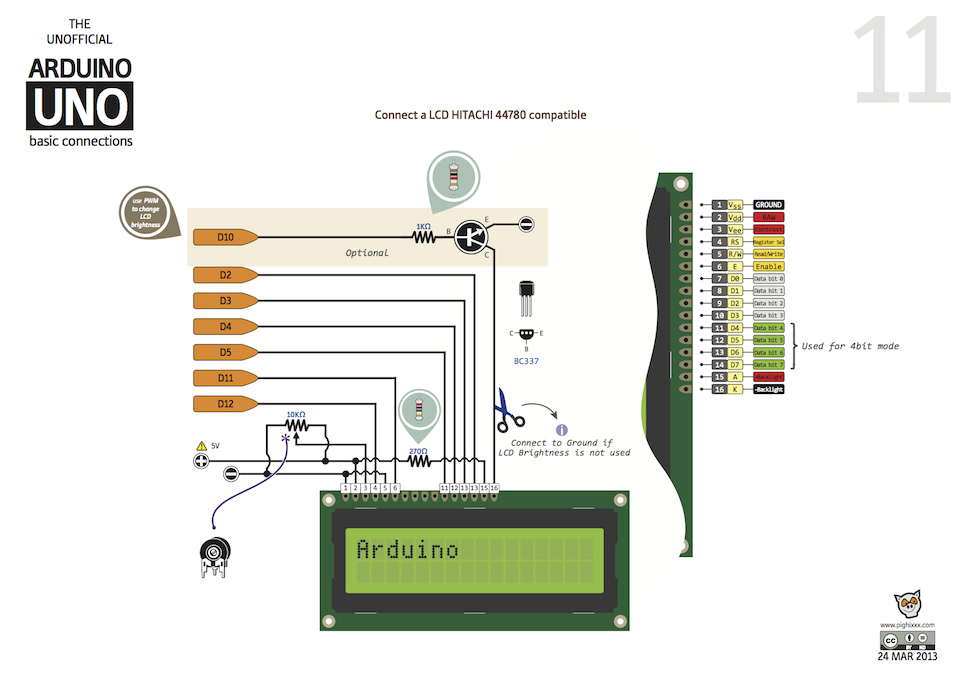 THE
UNOFFICIAL
ARDUINO
UNO
basic connections
11
Connect a LCD HITACHI 44780 compatible
use PWM
to change
LCD
brightness
D10
1KΩ
B
E
C
Optional
D2
D3
D4
D5
D11
D12
C
E
B
BC337
10KΩ
5V
270Ω
Connect to Ground if
LCD Brightness is not used
1 2 3 4 5 6 11 12 13 13 15 16
Arduino
1 Vss GROUND
2 Vdd RAW
3 Vee Contrast
4 RS Register Sel
5 R/W Read/Write
6 E Enable
7 D0 Data bit 0
8 D1 Data bit 1
9 D2 Data bit 2
10 D3 Data bit 3
11 D4 Data bit 4
12 D5 Data bit 5
13 D6 Data bit 6
14 D7 Data bit 7
15 A +Backlight
16 K -Backlight
Used for 4bit mode
www.pighixxx.com
cc
BY ND
24 MAR 2013